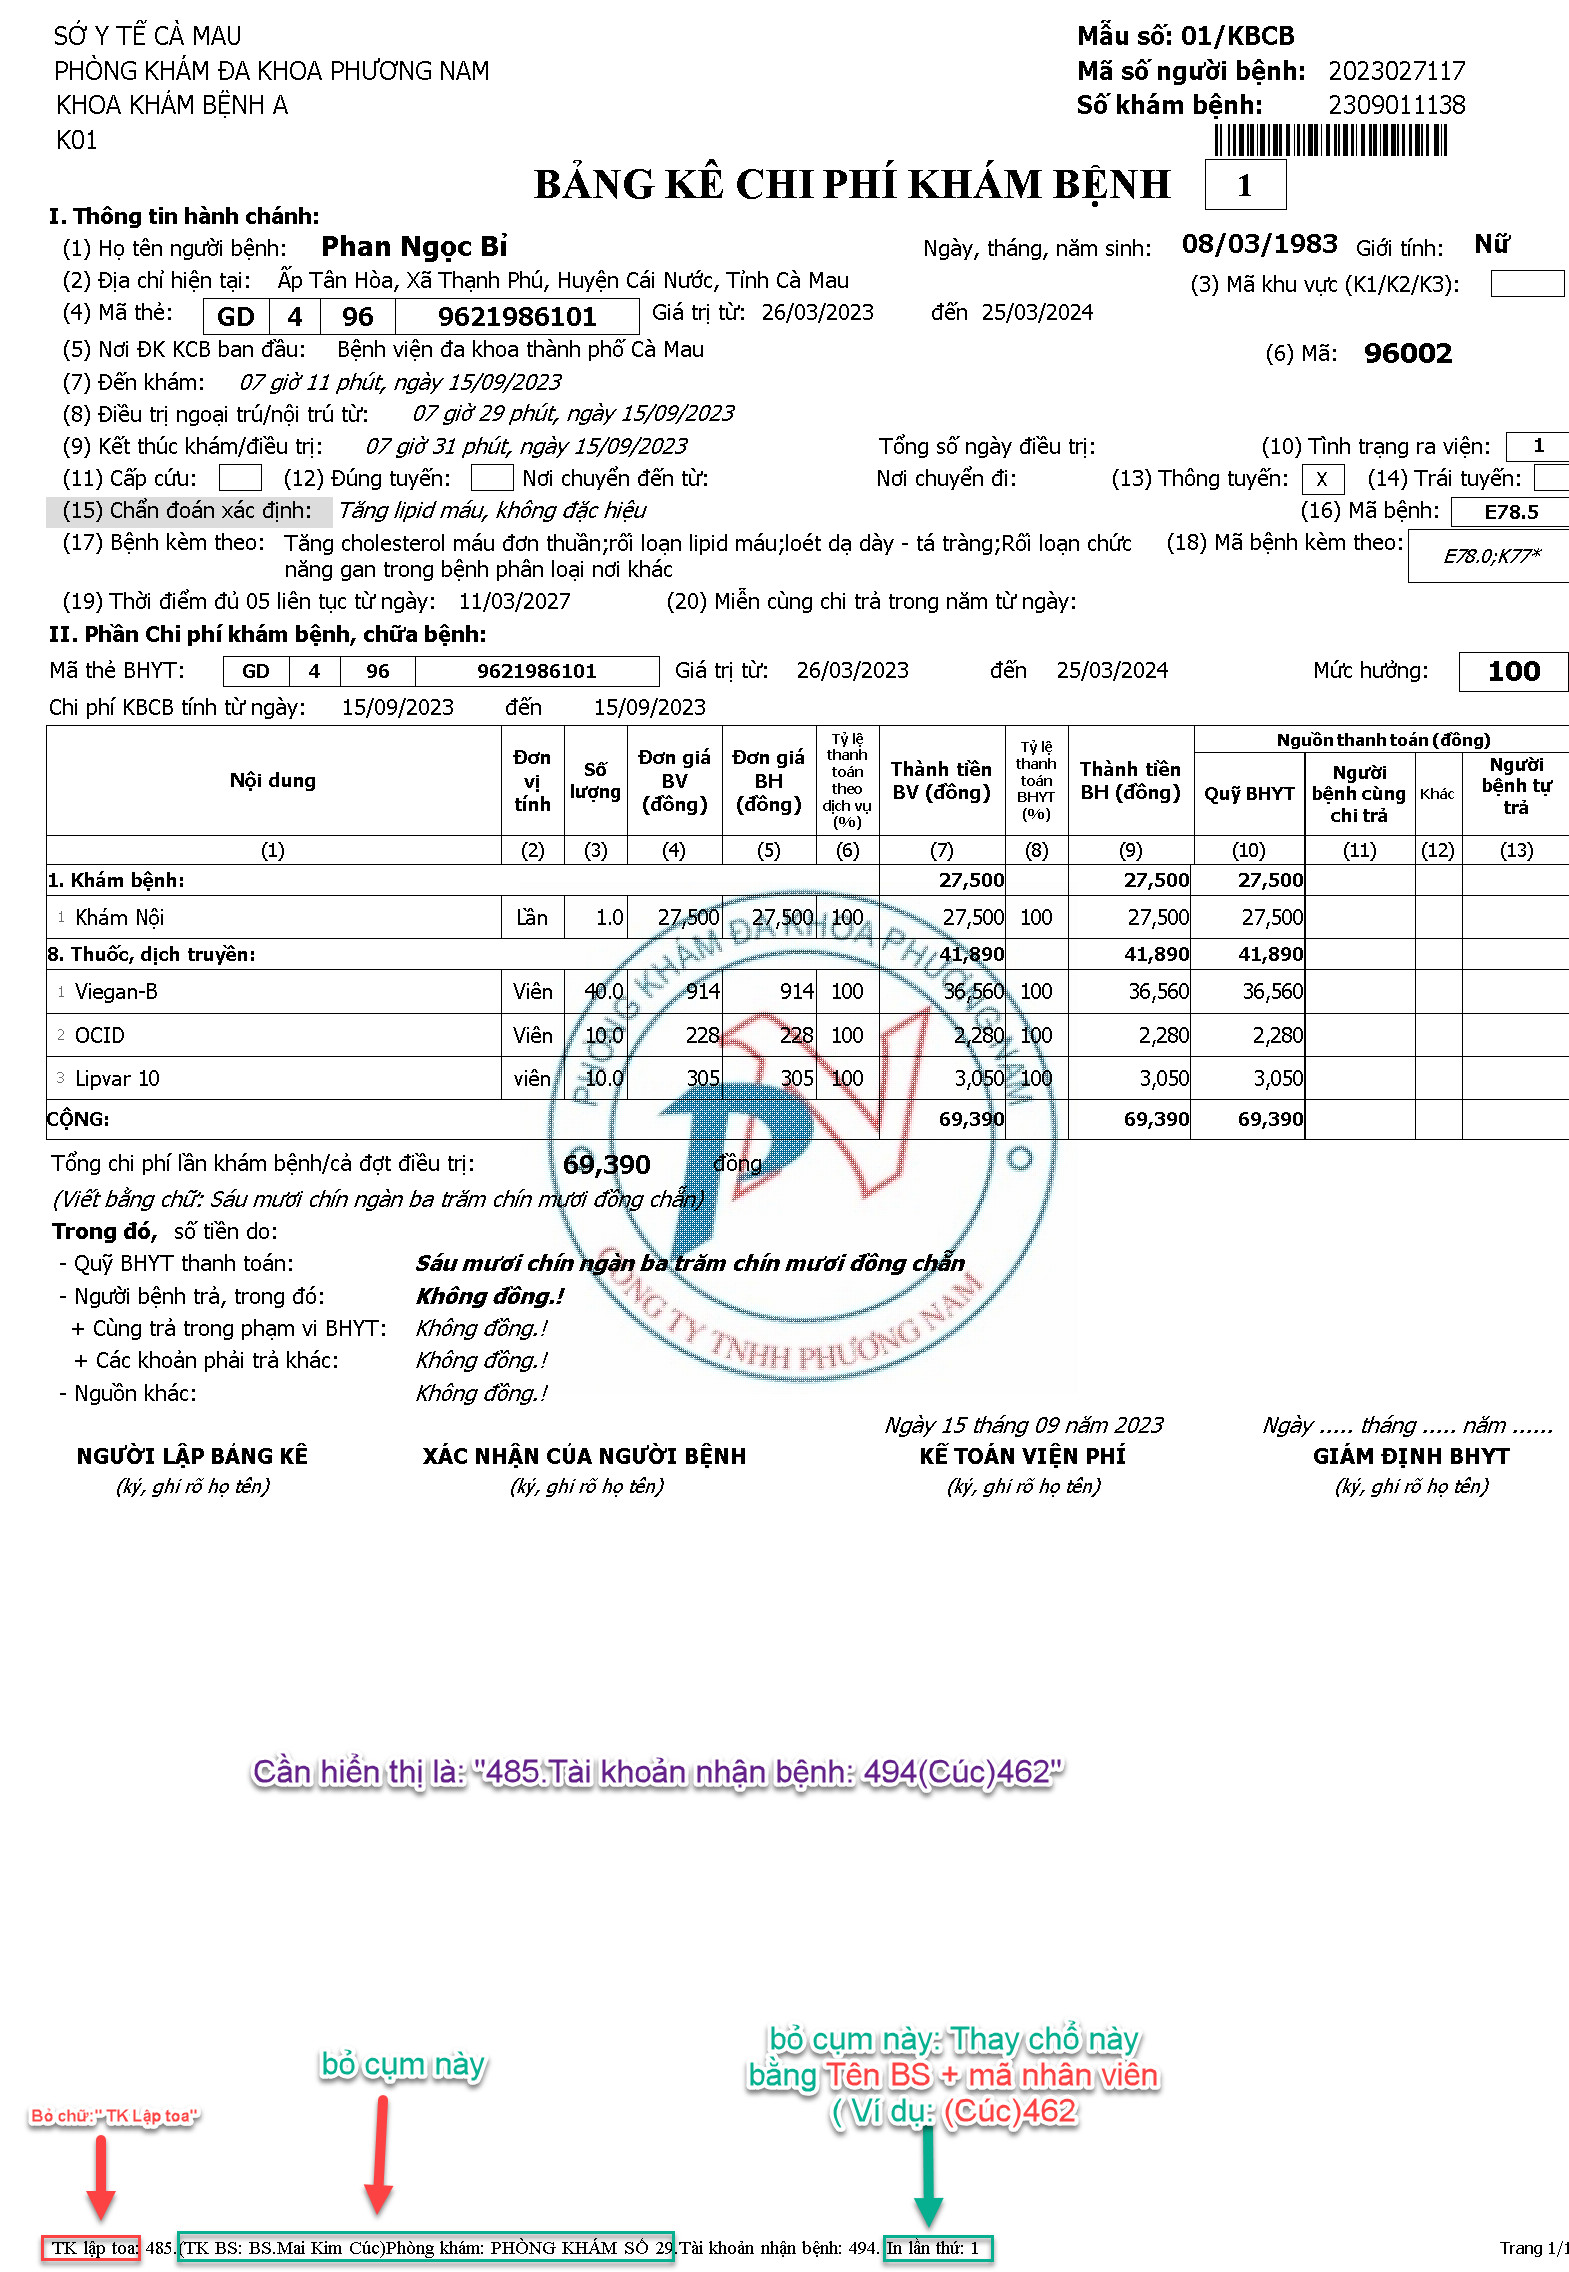 SỞ Y TẾ CÀ MAU
PHÒNG KHÁM ĐA KHOA PHƯƠNG NAM
KHOA KHÁM BỆNH A
K01
Mẫu số: 01/KBCB
Mã số người bệnh: 2023027117
Số khám bệnh: 2309011138
BẢNG KÊ CHI PHÍ KHÁM BỆNH 1
I. Thông tin hành chánh:
(1) Họ tên người bệnh: Phan Ngọc Bỉ Ngày, tháng, năm sinh: 08/03/1983 Giới tính: Nữ
(2) Địa chỉ hiện tại: Ấp Tân Hòa, Xã Thạnh Phú, Huyện Cái Nước, Tỉnh Cà Mau (3) Mã khu vực (K1/K2/K3):
(4) Mã thẻ: GD 4 96 9621986101 Giá trị từ: 26/03/2023 đến 25/03/2024
(5) Nơi ĐK KCB ban đầu: Bệnh viện đa khoa thành phố Cà Mau (6) Mã: 96002
(7) Đến khám: 07 giờ 11 phút, ngày 15/09/2023
(8) Điều trị ngoại trú/nội trú từ: 07 giờ 29 phút, ngày 15/09/2023
(9) Kết thúc khám/điều trị: 07 giờ 31 phút, ngày 15/09/2023 Tổng số ngày điều trị: (10) Tình trạng ra viện: 1
(11) Cấp cứu: (12) Đúng tuyến: Nơi chuyển đến từ: Nơi chuyển đi: (13) Thông tuyến: X (14) Trái tuyến:
(15) Chẩn đoán xác định: Tăng lipid máu, không đặc hiệu (16) Mã bệnh: E78.5
(17) Bệnh kèm theo: Tăng cholesterol máu đơn thuần;rối loạn lipid máu;loét dạ dày - tá tràng;Rối loạn chức (18) Mã bệnh kèm theo: E78.0;K77*
năng gan trong bệnh phân loại nơi khác
(19) Thời điểm đủ 05 liên tục từ ngày: 11/03/2027 (20) Miễn cùng chi trả trong năm từ ngày:
II. Phần Chi phí khám bệnh, chữa bệnh:
Mã thẻ BHYT: GD 4 96 9621986101 Giá trị từ: 26/03/2023 đến 25/03/2024 Mức hưởng: 100
Chi phí KBCB tính từ ngày: 15/09/2023 đến 15/09/2023
Nội dung Đơn vị tính Số lượng Đơn giá BV (đồng) Đơn giá BH (đồng) Tỷ lệ thanh toán theo dịch vụ (%) Thành tiền BV (đồng) Tỷ lệ thanh toán BHYT (%) Thành tiền BH (đồng) Nguồn thanh toán (đồng)
Quỹ BHYT Người bệnh cùng chi trả Khác Người bệnh tự trả
(1) (2) (3) (4) (5) (6) (7) (8) (9) (10) (11) (12) (13)
1. Khám bệnh: 27,500 27,500 27,500
1 Khám Nội Lần 1.0 27,500 27,500 100 27,500 100 27,500 27,500
8. Thuốc, dịch truyền: 41,890 41,890 41,890
1 Viegan-B Viên 40.0 914 914 100 36,560 100 36,560 36,560
2 OCID Viên 10.0 228 228 100 2,280 100 2,280 2,280
3 Lipvar 10 viên 10.0 305 305 100 3,050 100 3,050 3,050
CỘNG: 69,390 69,390 69,390
PHÒNG KHÁM ĐA KHOA PHƯƠNG NAM
CÔNG TY TNHH PHƯƠNG NAM
Tổng chi phí lần khám bệnh/cả đợt điều trị: 69,390 đồng
(Viết bằng chữ: Sáu mươi chín ngàn ba trăm chín mươi đồng chẵn)
Trong đó, số tiền do:
- Quỹ BHYT thanh toán: Sáu mươi chín ngàn ba trăm chín mươi đồng chẵn
- Người bệnh trả, trong đó: Không đồng.!
+ Cùng trả trong phạm vi BHYT: Không đồng.!
+ Các khoản phải trả khác: Không đồng.!
- Nguồn khác: Không đồng.!
Ngày 15 tháng 09 năm 2023 Ngày ..... tháng ..... năm ......
NGƯỜI LẬP BẢNG KÊ XÁC NHẬN CỦA NGƯỜI BỆNH KẾ TOÁN VIỆN PHÍ GIÁM ĐỊNH BHYT
(ký, ghi rõ họ tên) (ký, ghi rõ họ tên) (ký, ghi rõ họ tên) (ký, ghi rõ họ tên)
Cần hiển thị là: "485.Tài khoản nhận bệnh: 494(Cúc)462"
bỏ cụm này: Thay chổ này
bằng Tên BS + mã nhân viên
( Ví dụ: (Cúc)462
bỏ cụm này
Bỏ chữ:" TK Lập toa"
TK lập toa: 485.(TK BS: BS.Mai Kim Cúc)Phòng khám: PHÒNG KHÁM SỐ 29.Tài khoản nhận bệnh: 494. In lần thứ: 1 Trang 1/1